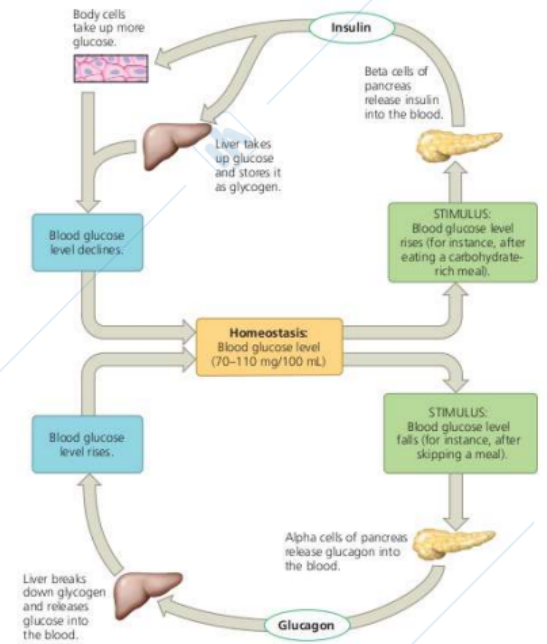 Body cells
take up more
glucose.
Insulin
Beta cells of
pancreas
release insulin
into the blood.
Liver takes
up glucose
and stores it
as glycogen.
STIMULUS:
Blood glucose level
rises (for instance, after
eating a carbohydrate-
rich meal).
Blood glucose
level declines.
Homeostasis:
Blood glucose level
(70–110 mg/100 mL)
STIMULUS:
Blood glucose level
falls (for instance, after
skipping a meal).
Blood glucose
level rises.
Alpha cells of pancreas
release glucagon into
the blood.
Liver breaks
down glycogen
and releases
glucose into
the blood.
Glucagon